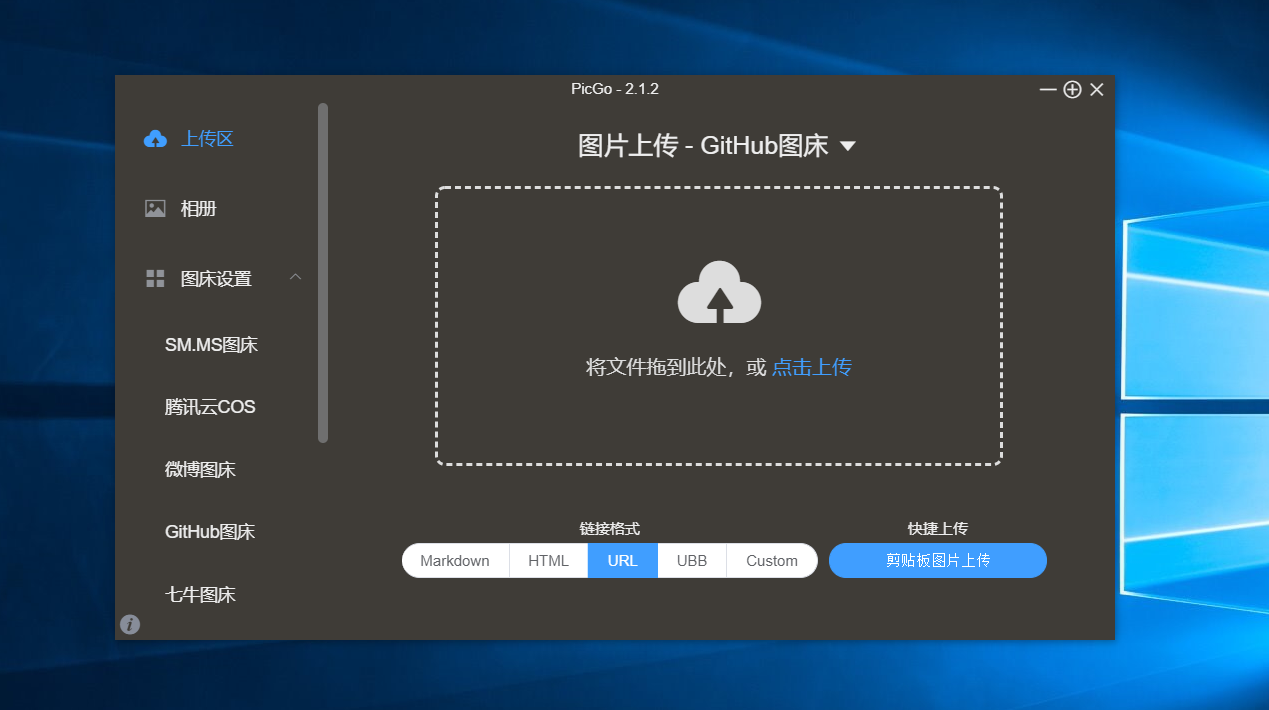 PicGo - 2.1.2
上传区
相册
图床设置
SM.MS图床
腾讯云COS
微博图床
GitHub图床
七牛图床
图片上传 - GitHub图床
将文件拖到此处，或 点击上传
链接格式
Markdown HTML URL UBB Custom
快捷上传
剪贴板图片上传